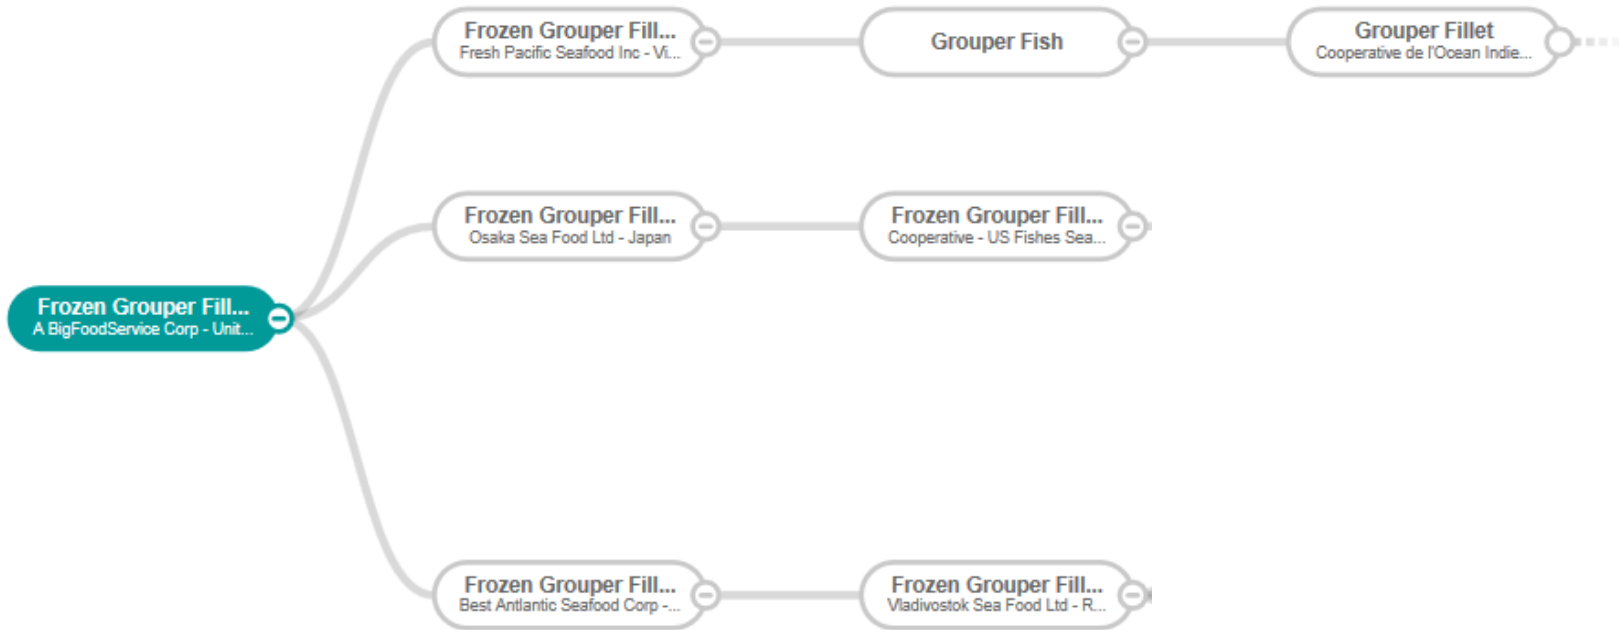 Frozen Grouper Fill...
Fresh Pacific Seafood Inc - Vi...
Grouper Fish
Grouper Fillet
Cooperative de l'Ocean Indie...
Frozen Grouper Fill...
Osaka Sea Food Ltd - Japan
Frozen Grouper Fill...
Cooperative - US Fishes Sea...
Frozen Grouper Fill...
A BigFoodService Corp - Unit...
Frozen Grouper Fill...
Best Antlantic Seafood Corp -...
Frozen Grouper Fill...
Vladivostok Sea Food Ltd - R...